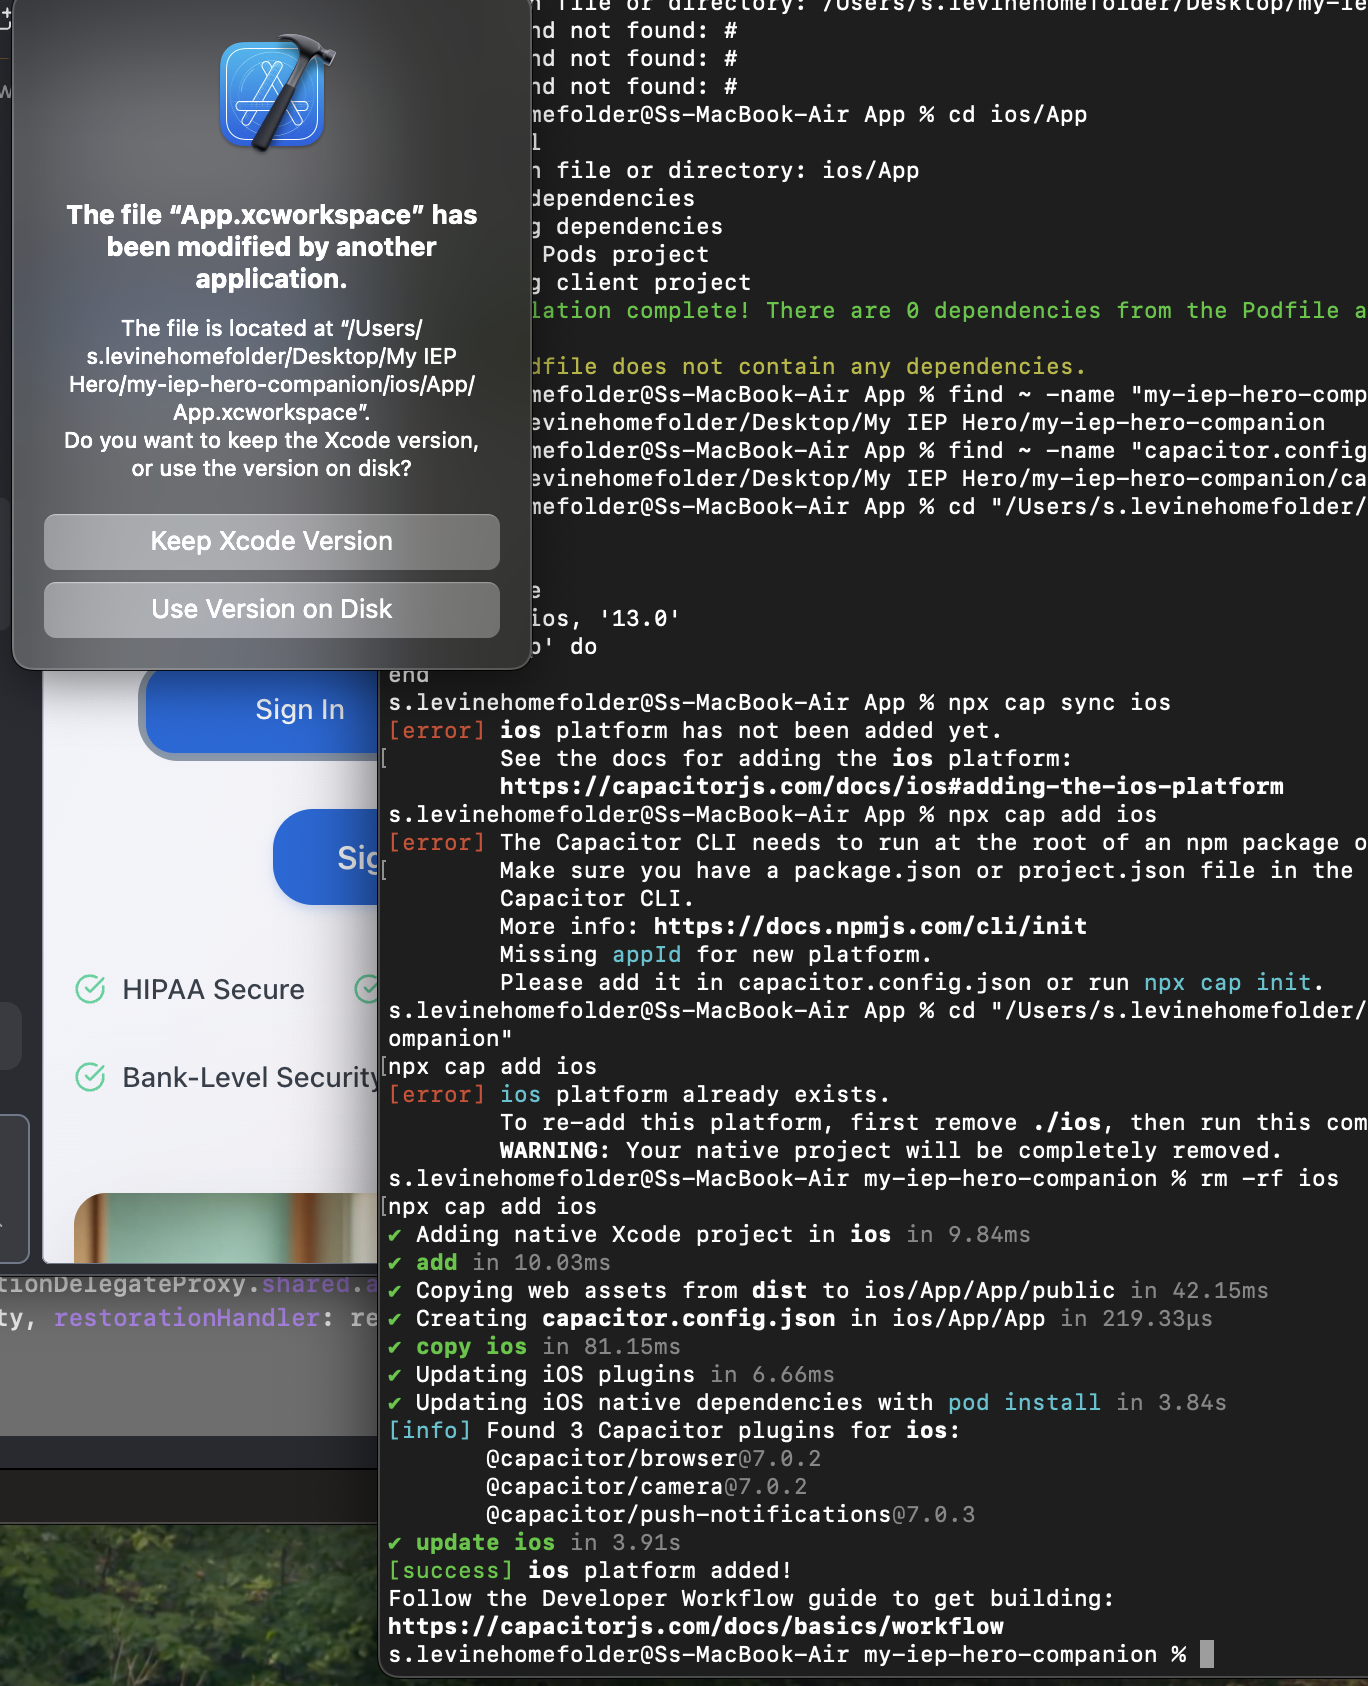 The file “App.xcworkspace” has
been modified by another
application.
The file is located at “/Users/
s.levinehomefolder/Desktop/My IEP
Hero/my-iep-hero-companion/ios/App/
App.xcworkspace”.
Do you want to keep the Xcode version,
or use the version on disk?
Keep Xcode Version
Use Version on Disk
Sign In
Sig
HIPAA Secure
Bank-Level Security
tionDelegateProxy.shared.a
ty, restorationHandler: re
n file or directory: /Users/s.levinehomefolder/Desktop/my-iep
nd not found: #
nd not found: #
nd not found: #
mefolder@Ss-MacBook-Air App % cd ios/App
l
n file or directory: ios/App
dependencies
g dependencies
Pods project
g client project
lation complete! There are 0 dependencies from the Podfile a
dfile does not contain any dependencies.
mefolder@Ss-MacBook-Air App % find ~ -name "my-iep-hero-comp
evinehomefolder/Desktop/My IEP Hero/my-iep-hero-companion
mefolder@Ss-MacBook-Air App % find ~ -name "capacitor.config
evinehomefolder/Desktop/My IEP Hero/my-iep-hero-companion/ca
mefolder@Ss-MacBook-Air App % cd "/Users/s.levinehomefolder/
e
ios, '13.0'
p' do
end
s.levinehomefolder@Ss-MacBook-Air App % npx cap sync ios
[error] ios platform has not been added yet.
[ See the docs for adding the ios platform:
https://capacitorjs.com/docs/ios#adding-the-ios-platform
s.levinehomefolder@Ss-MacBook-Air App % npx cap add ios
[error] The Capacitor CLI needs to run at the root of an npm package o
[ Make sure you have a package.json or project.json file in the
Capacitor CLI.
More info: https://docs.npmjs.com/cli/init
Missing appId for new platform.
Please add it in capacitor.config.json or run npx cap init.
s.levinehomefolder@Ss-MacBook-Air App % cd "/Users/s.levinehomefolder/
ompanion"
[npx cap add ios
[error] ios platform already exists.
To re-add this platform, first remove ./ios, then run this com
WARNING: Your native project will be completely removed.
s.levinehomefolder@Ss-MacBook-Air my-iep-hero-companion % rm -rf ios
[npx cap add ios
✔ Adding native Xcode project in ios in 9.84ms
✔ add in 10.03ms
✔ Copying web assets from dist to ios/App/App/public in 42.15ms
✔ Creating capacitor.config.json in ios/App/App in 219.33μs
✔ copy ios in 81.15ms
✔ Updating iOS plugins in 6.66ms
✔ Updating iOS native dependencies with pod install in 3.84s
[info] Found 3 Capacitor plugins for ios:
@capacitor/browser@7.0.2
@capacitor/camera@7.0.2
@capacitor/push-notifications@7.0.3
✔ update ios in 3.91s
[success] ios platform added!
Follow the Developer Workflow guide to get building:
https://capacitorjs.com/docs/basics/workflow
s.levinehomefolder@Ss-MacBook-Air my-iep-hero-companion %